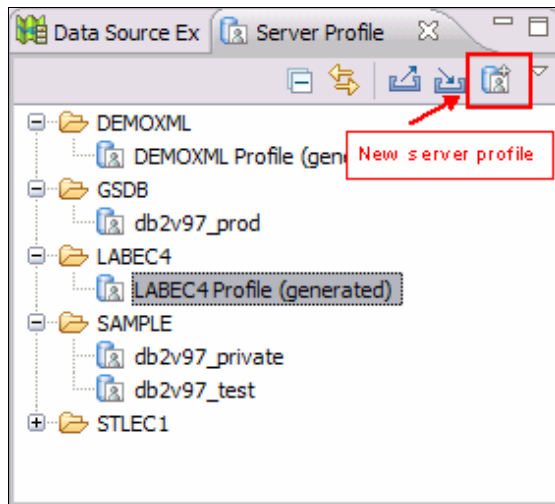 Data Source Ex
Server Profile
DEMOXML
DEMOXML Profile (gen
New server profile
GSDB
db2v97_prod
LABEC4
LABEC4 Profile (generated)
SAMPLE
db2v97_private
db2v97_test
STLEC1